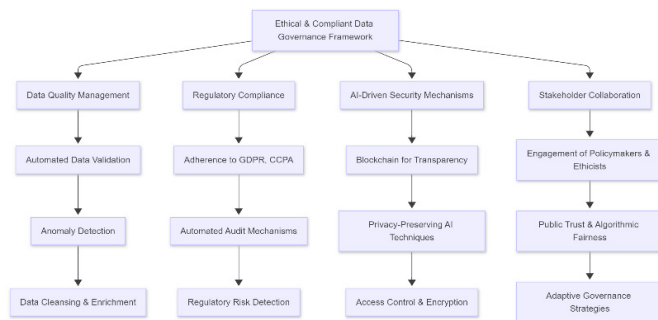 Ethical & Compliant Data
Governance Framework
Data Quality Management
Regulatory Compliance
AI-Driven Security Mechanisms
Stakeholder Collaboration
Automated Data Validation
Adherence to GDPR, CCPA
Blockchain for Transparency
Engagement of Policymakers &
Ethicists
Anomaly Detection
Automated Audit Mechanisms
Privacy-Preserving AI
Techniques
Public Trust & Algorithmic
Fairness
Data Cleansing & Enrichment
Regulatory Risk Detection
Access Control & Encryption
Adaptive Governance
Strategies